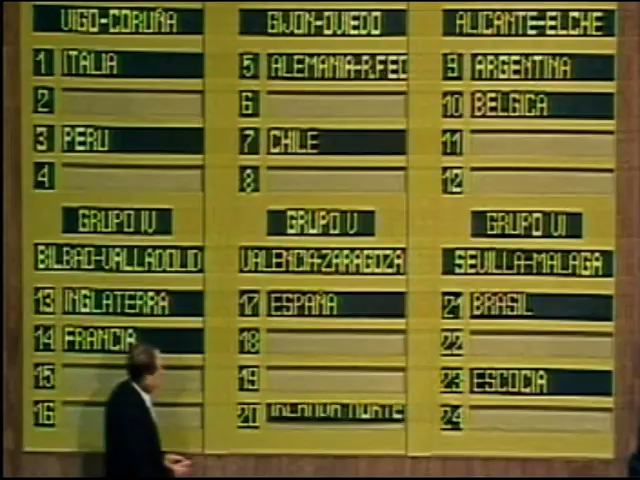 VIGO-CORUÑA
1 ITALIA
2
3 PERU
4
GIJON-OVIEDO
5 ALEMANIA-R.FED
6
7 CHILE
8
ALICANTE-ELCHE
9 ARGENTINA
10 BELGICA
11
12
GRUPO IV
BILBAO-VALLADOLID
13 INGLATERRA
14 FRANCIA
15
16
GRUPO V
VALENCIA-ZARAGOZA
17 ESPAÑA
18
19
20
GRUPO VI
SEVILLA-MALAGA
21 BRASIL
22
23 ESCOCIA
24